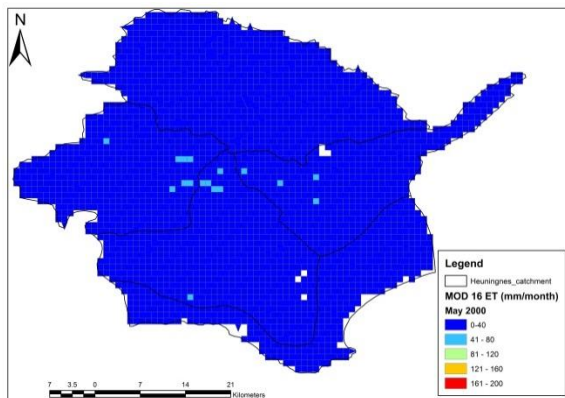 N
Legend
Heuningnes_catchment
MOD 16 ET (mm/month)
May 2000
0-40
41 - 80
81 - 120
121 - 160
161 - 200
7 3.5 0 7 14 21
Kilometers